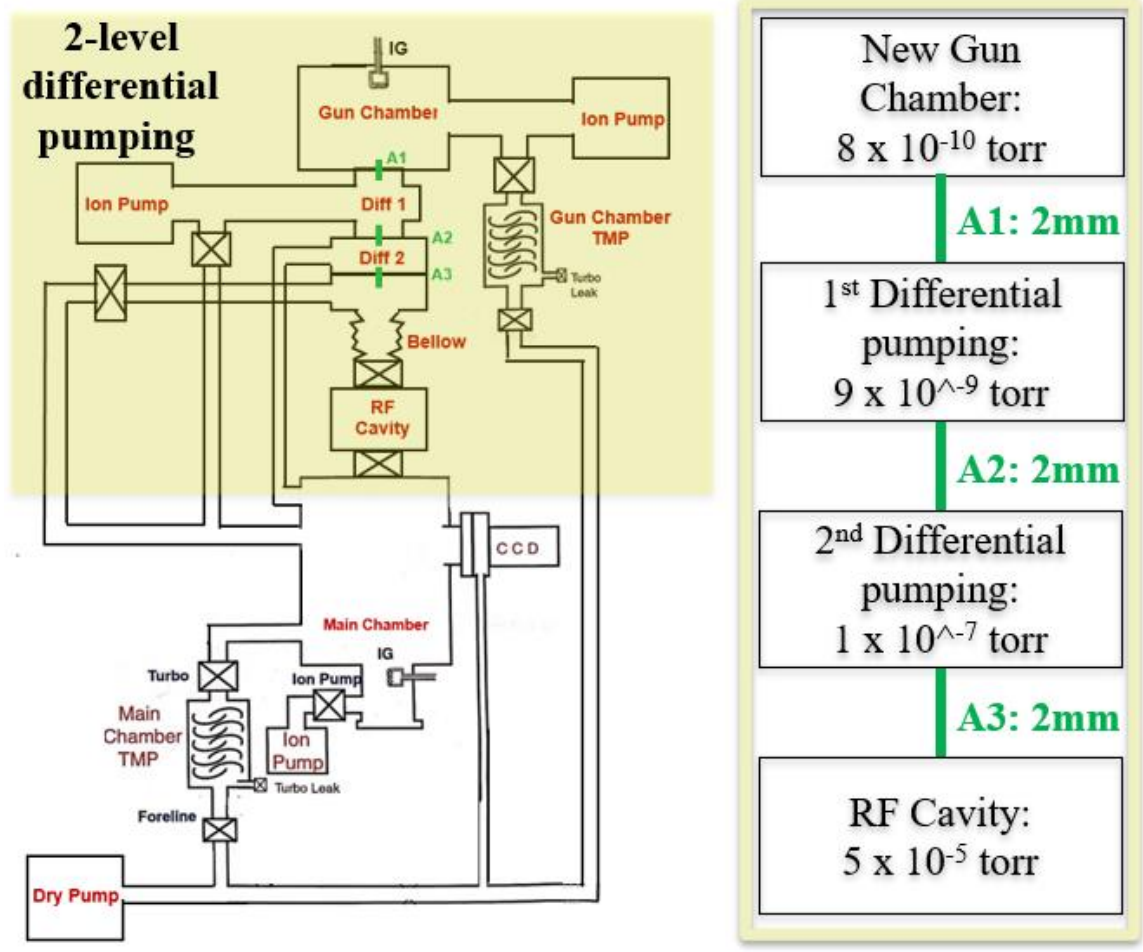 2-level
differential
pumping
IG
Gun Chamber
Ion Pump
A1
Ion Pump
Diff 1
Gun Chamber
TMP
A2
Diff 2
A3
Turbo
Leak
Bellow
RF
Cavity
CCD
Main Chamber
IG
Turbo
Ion Pump
Main
Chamber
TMP
Ion
Pump
Turbo Leak
Foreline
Dry Pump
New Gun
Chamber:
8 x 10⁻¹⁰ torr
A1: 2mm
1ˢᵗ Differential
pumping:
9 x 10^⁻⁹ torr
A2: 2mm
2ⁿᵈ Differential
pumping:
1 x 10^⁻⁷ torr
A3: 2mm
RF Cavity:
5 x 10⁻⁵ torr